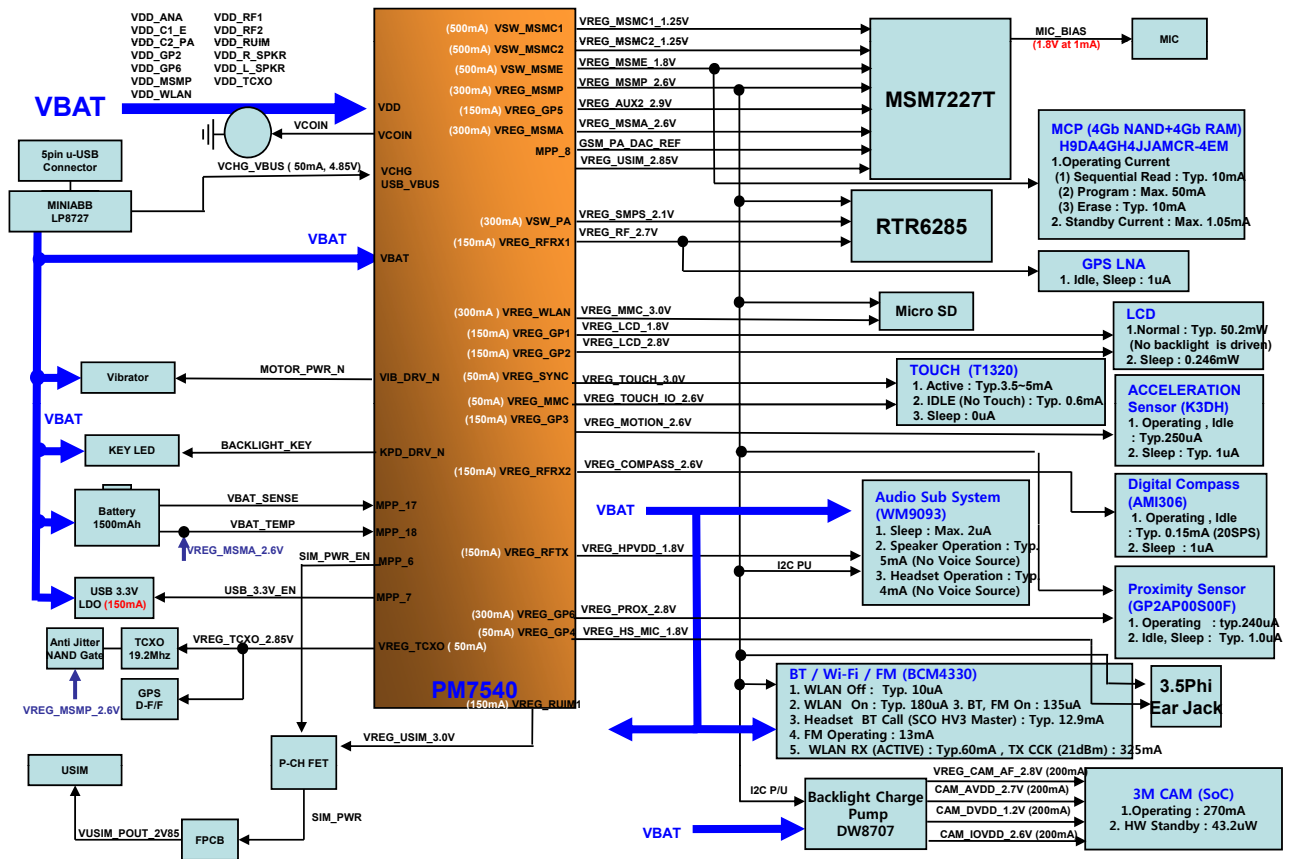 VDD_ANA VDD_RF1
VDD_C1_E VDD_RF2
VDD_C2_PA VDD_RUIM
VDD_GP2 VDD_R_SPKR
VDD_GP6 VDD_L_SPKR
VDD_MSMP VDD_TCXO
VDD_WLAN
VBAT
VDD
VCOIN
VCOIN
5pin u-USB
Connector
VCHG_VBUS ( 50mA, 4.85V)
VCHG
USB_VBUS
MINIABB
LP8727
VBAT
VBAT
Vibrator
MOTOR_PWR_N
VIB_DRV_N
VBAT
KEY LED
BACKLIGHT_KEY
KPD_DRV_N
Battery
1500mAh
VBAT_SENSE
MPP_17
VBAT_TEMP
MPP_18
VREG_MSMA_2.6V
SIM_PWR_EN
MPP_6
USB 3.3V
LDO (150mA)
USB_3.3V_EN
MPP_7
Anti Jitter
NAND Gate
TCXO
19.2Mhz
VREG_TCXO_2.85V
VREG_TCXO ( 50mA)
GPS
D-F/F
VREG_MSMP_2.6V
PM7540
(150mA) VREG_RUIM1
VREG_USIM_3.0V
P-CH FET
SIM_PWR
USIM
VUSIM_POUT_2V85
FPCB
(500mA) VSW_MSMC1
(500mA) VSW_MSMC2
(500mA) VSW_MSME
(300mA) VREG_MSMP
(150mA) VREG_GP5
(300mA) VREG_MSMA
MPP_8
VREG_MSMC1_1.25V
VREG_MSMC2_1.25V
VREG_MSME_1.8V
VREG_MSMP_2.6V
VREG_AUX2_2.9V
VREG_MSMA_2.6V
GSM_PA_DAC_REF
VREG_USIM_2.85V
MSM7227T
MIC_BIAS
(1.8V at 1mA)
MIC
MCP (4Gb NAND+4Gb RAM)
H9DA4GH4JJAMCR-4EM
1.Operating Current
(1) Sequential Read : Typ. 10mA
(2) Program : Max. 50mA
(3) Erase : Typ. 10mA
2. Standby Current : Max. 1.05mA
(300mA) VSW_PA
VREG_SMPS_2.1V
(150mA) VREG_RFRX1
VREG_RF_2.7V
RTR6285
GPS LNA
1. Idle, Sleep : 1uA
(300mA ) VREG_WLAN
VREG_MMC_3.0V
Micro SD
(150mA) VREG_GP1
VREG_LCD_1.8V
(150mA) VREG_GP2
VREG_LCD_2.8V
LCD
1.Normal : Typ. 50.2mW
(No backlight is driven)
2. Sleep : 0.246mW
(50mA) VREG_SYNC
VREG_TOUCH_3.0V
(50mA) VREG_MMC
VREG_TOUCH_IO_2.6V
TOUCH (T1320)
1. Active : Typ.3.5~5mA
2. IDLE (No Touch) : Typ. 0.6mA
3. Sleep : 0uA
(150mA) VREG_GP3
VREG_MOTION_2.6V
ACCELERATION
Sensor (K3DH)
1. Operating , Idle
: Typ.250uA
2. Sleep : Typ. 1uA
(150mA) VREG_RFRX2
VREG_COMPASS_2.6V
Digital Compass
(AMI306)
1. Operating , Idle
: Typ. 0.15mA (20SPS)
2. Sleep : 1uA
VBAT
Audio Sub System
(WM9093)
1. Sleep : Max. 2uA
2. Speaker Operation : Typ.
5mA (No Voice Source)
3. Headset Operation : Typ.
4mA (No Voice Source)
(!50mA) VREG_RFTX
VREG_HPVDD_1.8V
I2C PU
(300mA) VREG_GP6
VREG_PROX_2.8V
(50mA) VREG_GP4
VREG_HS_MIC_1.8V
Proximity Sensor
(GP2AP00S00F)
1. Operating : typ.240uA
2. Idle, Sleep : Typ. 1.0uA
BT / Wi-Fi / FM (BCM4330)
1. WLAN Off : Typ. 10uA
2. WLAN On : Typ. 180uA 3. BT, FM On : 135uA
3. Headset BT Call (SCO HV3 Master) : Typ. 12.9mA
4. FM Operating : 13mA
5. WLAN RX (ACTIVE) : Typ.60mA , TX CCK (21dBm) : 325mA
3.5Phi
Ear Jack
I2C P/U
VBAT
Backlight Charge
Pump
DW8707
VREG_CAM_AF_2.8V (200mA)
CAM_AVDD_2.7V (200mA)
CAM_DVDD_1.2V (200mA)
CAM_IOVDD_2.6V (200mA)
3M CAM (SoC)
1.Operating : 270mA
2. HW Standby : 43.2uW